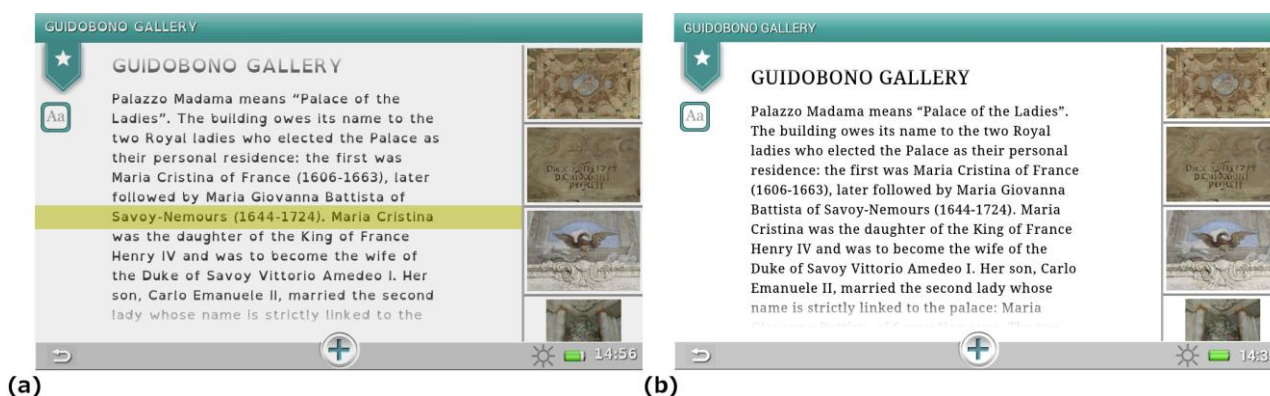 GUIDOBONO GALLERY
GUIDOBONO GALLERY
Aa
Palazzo Madama means “Palace of the
Ladies”. The building owes its name to the
two Royal ladies who elected the Palace as
their personal residence: the first was
Maria Cristina of France (1606-1663), later
followed by Maria Giovanna Battista of
Savoy-Nemours (1644-1724). Maria Cristina
was the daughter of the King of France
Henry IV and was to become the wife of
the Duke of Savoy Vittorio Amedeo I. Her
son, Carlo Emanuele II, married the second
lady whose name is strictly linked to the
14:56
(a)
GUIDOBONO GALLERY
GUIDOBONO GALLERY
Aa
Palazzo Madama means “Palace of the Ladies”.
The building owes its name to the two Royal
ladies who elected the Palace as their personal
residence: the first was Maria Cristina of France
(1606-1663), later followed by Maria Giovanna
Battista of Savoy-Nemours (1644-1724). Maria
Cristina was the daughter of the King of France
Henry IV and was to become the wife of the
Duke of Savoy Vittorio Amedeo I. Her son, Carlo
Emanuele II, married the second lady whose
name is strictly linked to the palace: Maria
14:3
(b)